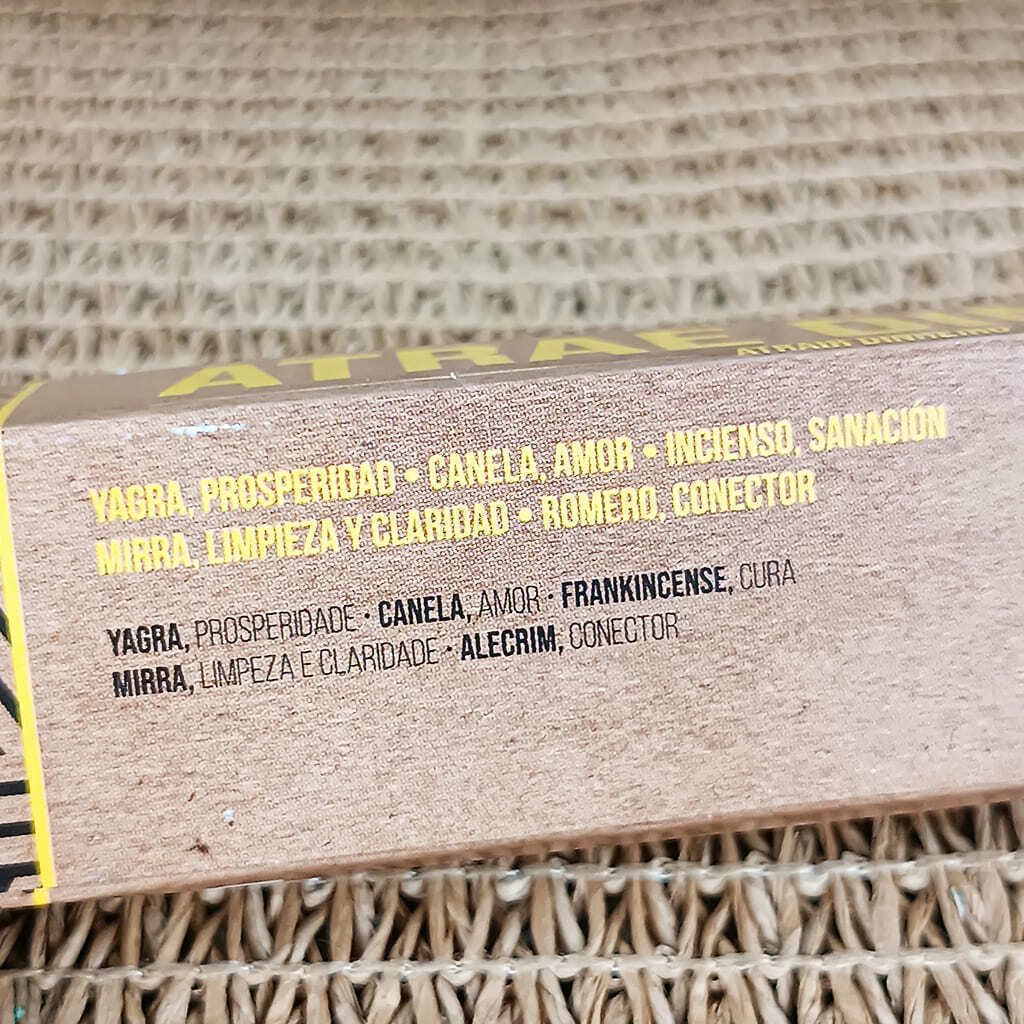 ATRAE
ATRAIR DINHEIRO
YAGRA, PROSPERIDAD • CANELA, AMOR • INCIENSO, SANACIÓN
MIRRA, LIMPIEZA Y CLARIDAD • ROMERO, CONECTOR
YAGRA, PROSPERIDADE · CANELA, AMOR · FRANKINCENSE, CURA
MIRRA, LIMPEZA E CLARIDADE · ALECRIM, CONECTOR